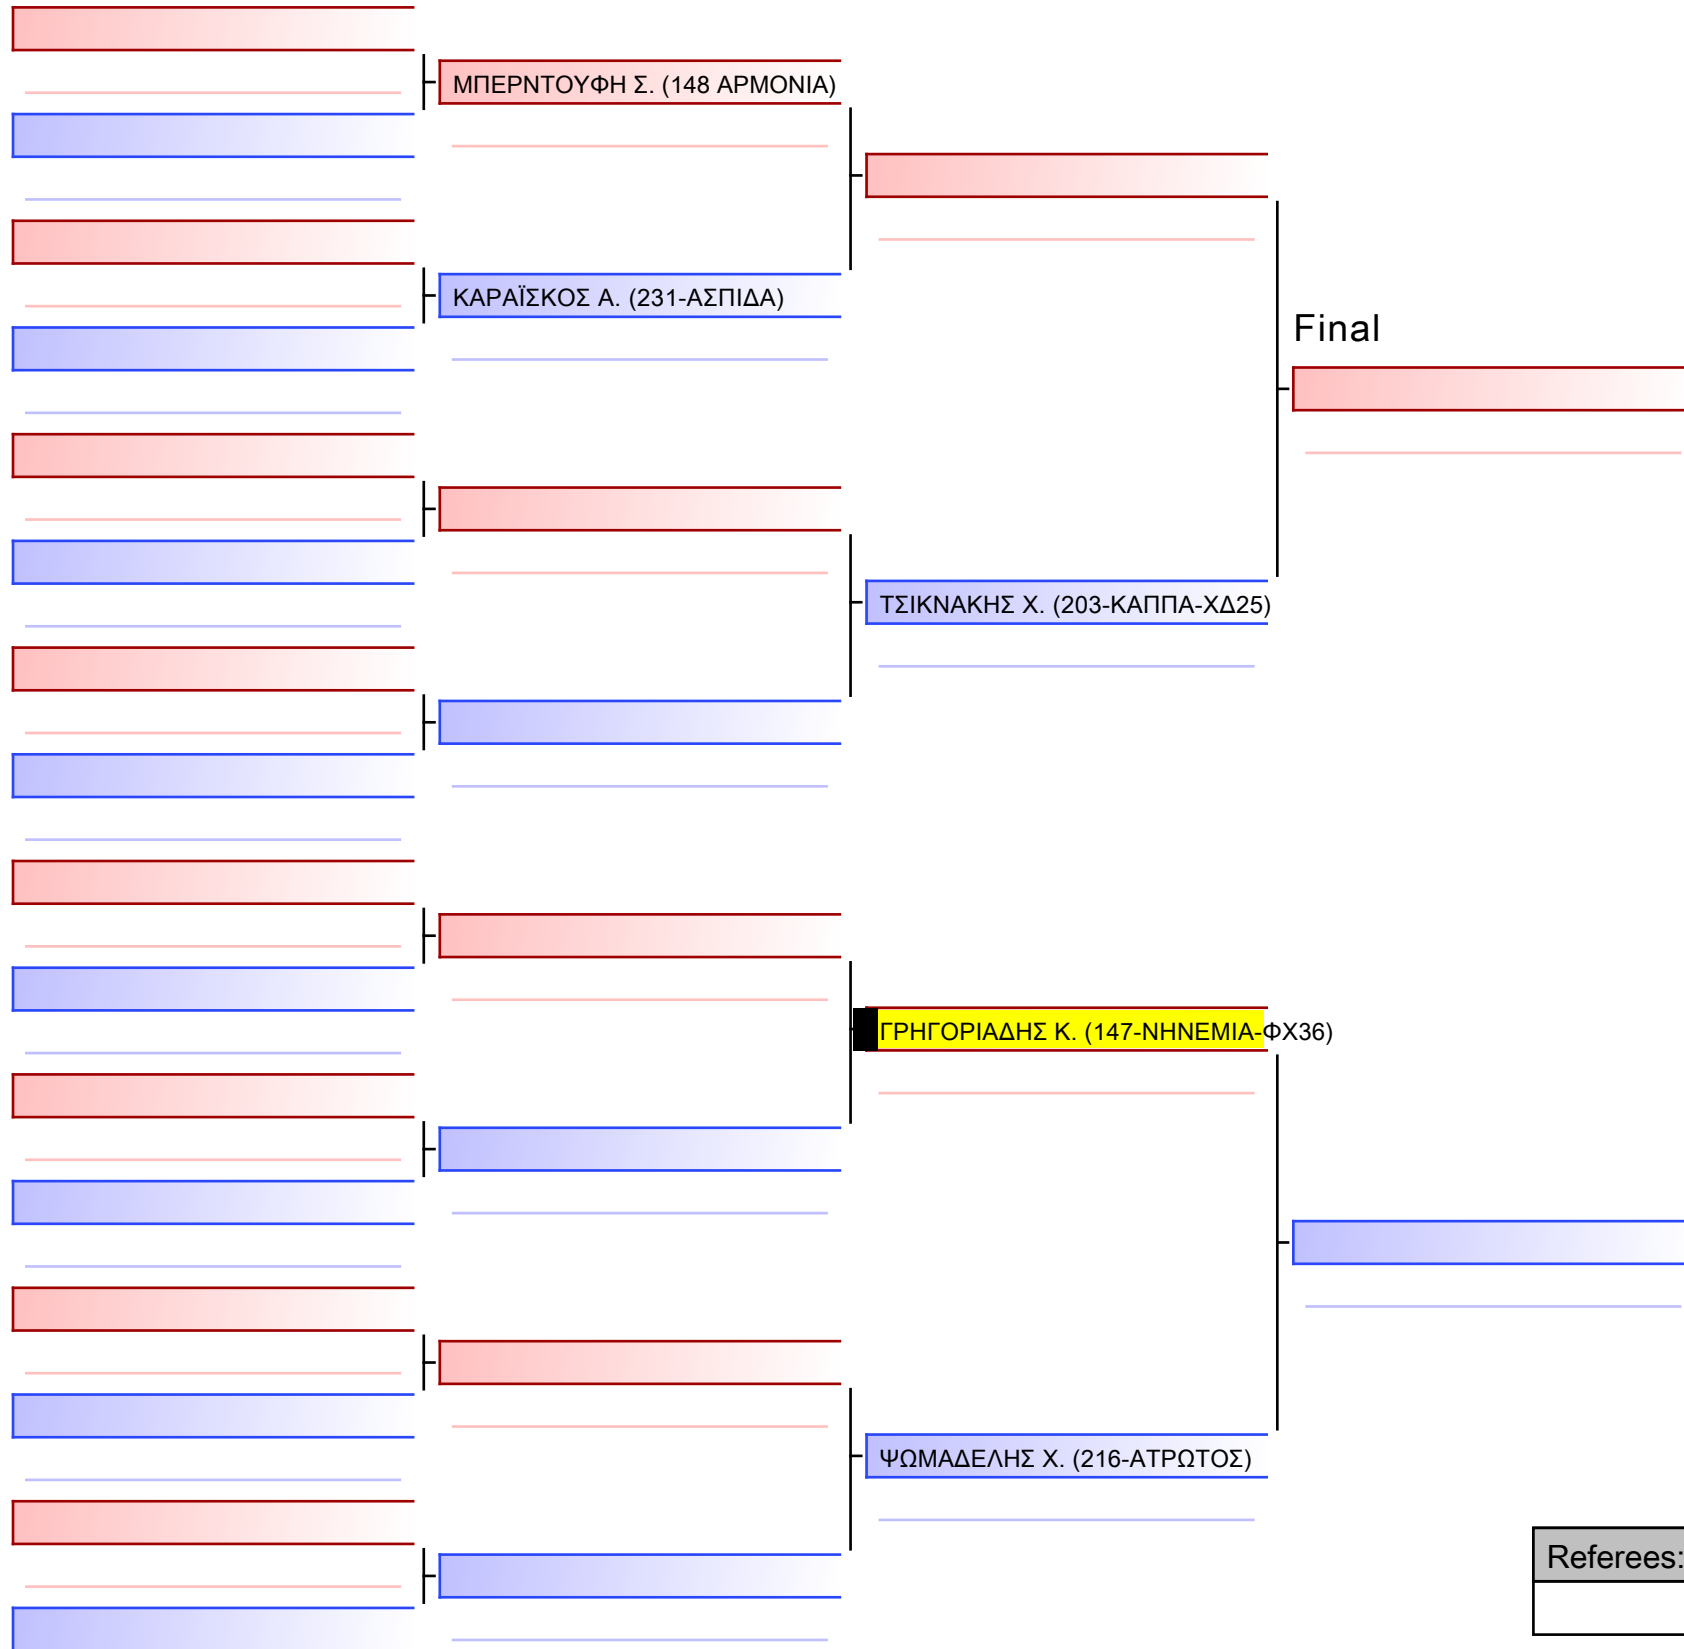 ΜΠΕΡΝΤΟΥΦΗ Σ. (148 ΑΡΜΟΝΙΑ)
ΚΑΡΑΪΣΚΟΣ Α. (231-ΑΣΠΙΔΑ)
Final
ΤΣΙΚΝΑΚΗΣ Χ. (203-ΚΑΠΠΑ-ΧΔ25)
ΓΡΗΓΟΡΙΑΔΗΣ Κ. (147-ΝΗΝΕΜΙΑ-ΦΧ36)
ΨΩΜΑΔΕΛΗΣ Χ. (216-ΑΤΡΩΤΟΣ)
Referees: